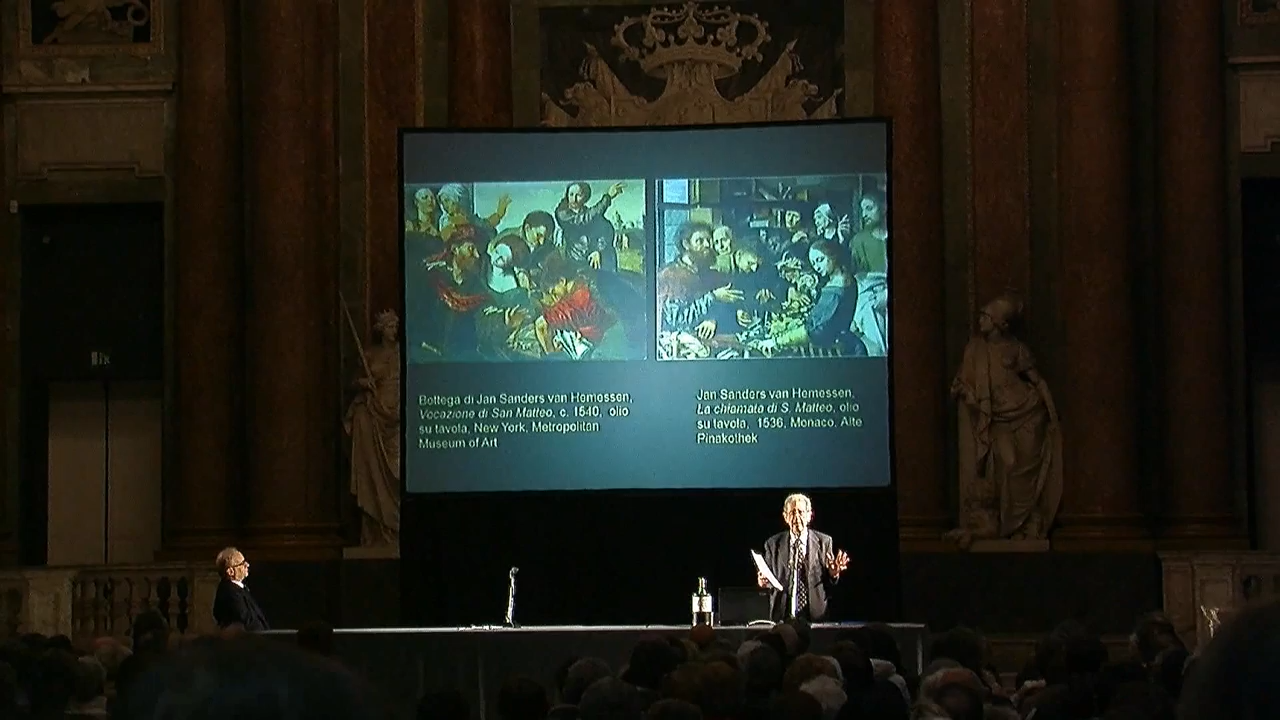 Bottega di Jan Sanders van Hemessen,
Vocazione di San Matteo, c. 1540, olio
su tavola, New York, Metropolitan
Museum of Art
Jan Sanders van Hemessen,
La chiamata di S. Matteo, olio
su tavola, 1536, Monaco, Alte
Pinakothek